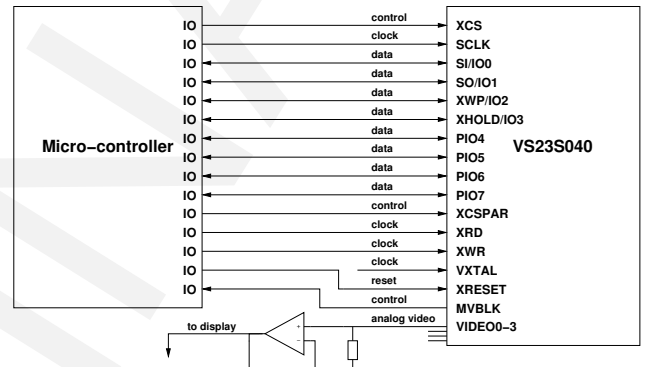 control
IO XCS
clock
IO SCLK
data
IO SI/IO0
data
IO SO/IO1
data
IO XWP/IO2
data
IO XHOLD/IO3
data
IO PIO4
Micro-controller VS23S040
data
IO PIO5
data
IO PIO6
data
IO PIO7
control
IO XCSPAR
clock
IO XRD
clock
IO XWR
clock
IO VXTAL
reset
IO XRESET
control
MVBLK
analog video
VIDEO0-3
to display
+
-